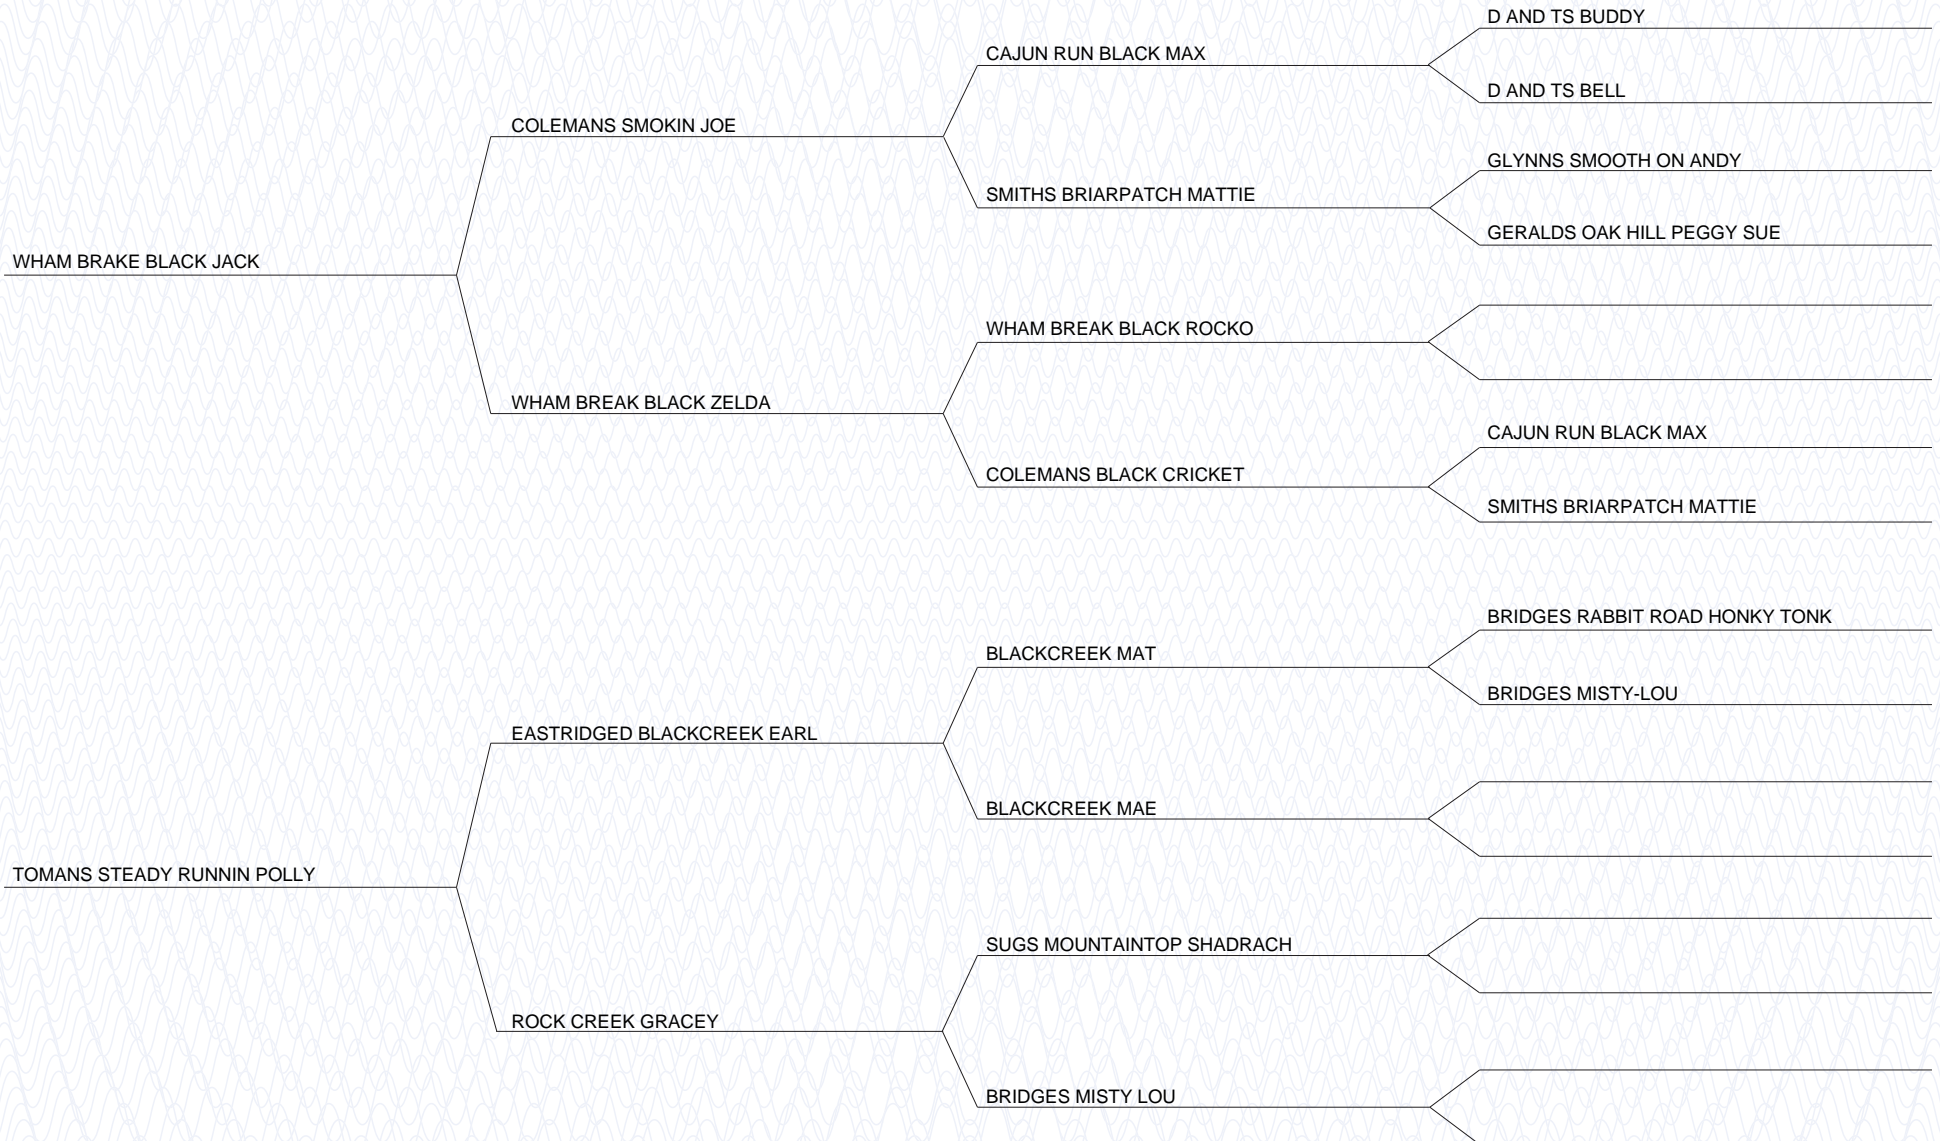 D AND TS BUDDY
CAJUN RUN BLACK MAX
D AND TS BELL
COLEMANS SMOKIN JOE
GLYNNS SMOOTH ON ANDY
SMITHS BRIARPATCH MATTIE
GERALDS OAK HILL PEGGY SUE
WHAM BRAKE BLACK JACK
WHAM BREAK BLACK ROCKO
WHAM BREAK BLACK ZELDA
CAJUN RUN BLACK MAX
COLEMANS BLACK CRICKET
SMITHS BRIARPATCH MATTIE
BRIDGES RABBIT ROAD HONKY TONK
BLACKCREEK MAT
BRIDGES MISTY-LOU
EASTRIDGED BLACKCREEK EARL
BLACKCREEK MAE
TOMANS STEADY RUNNIN POLLY
SUGS MOUNTAINTOP SHADRACH
ROCK CREEK GRACEY
BRIDGES MISTY LOU